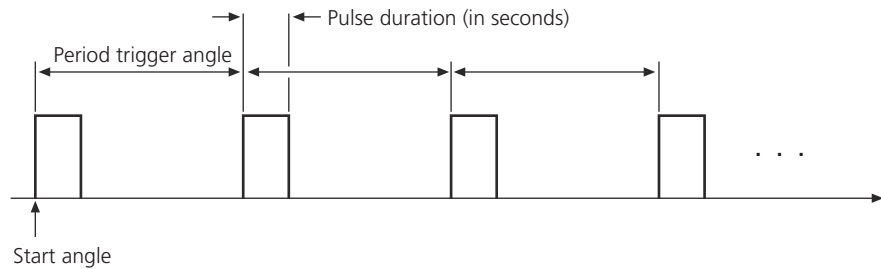 Pulse duration (in seconds)
Period trigger angle
. . .
Start angle